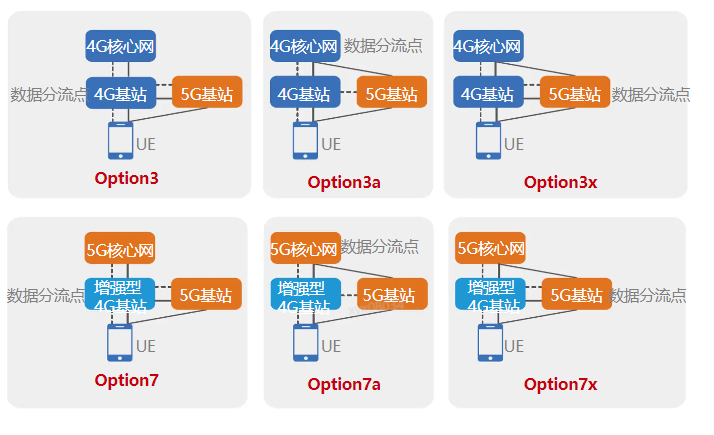 4G核心网
数据分流点
4G基站
5G基站
UE
Option3
4G核心网
数据分流点
4G基站
5G基站
UE
Option3a
4G核心网
4G基站
5G基站
数据分流点
UE
Option3x
5G核心网
数据分流点
增强型
4G基站
5G基站
UE
Option7
5G核心网
数据分流点
增强型
4G基站
5G基站
UE
Option7a
5G核心网
增强型
4G基站
5G基站
数据分流点
UE
Option7x